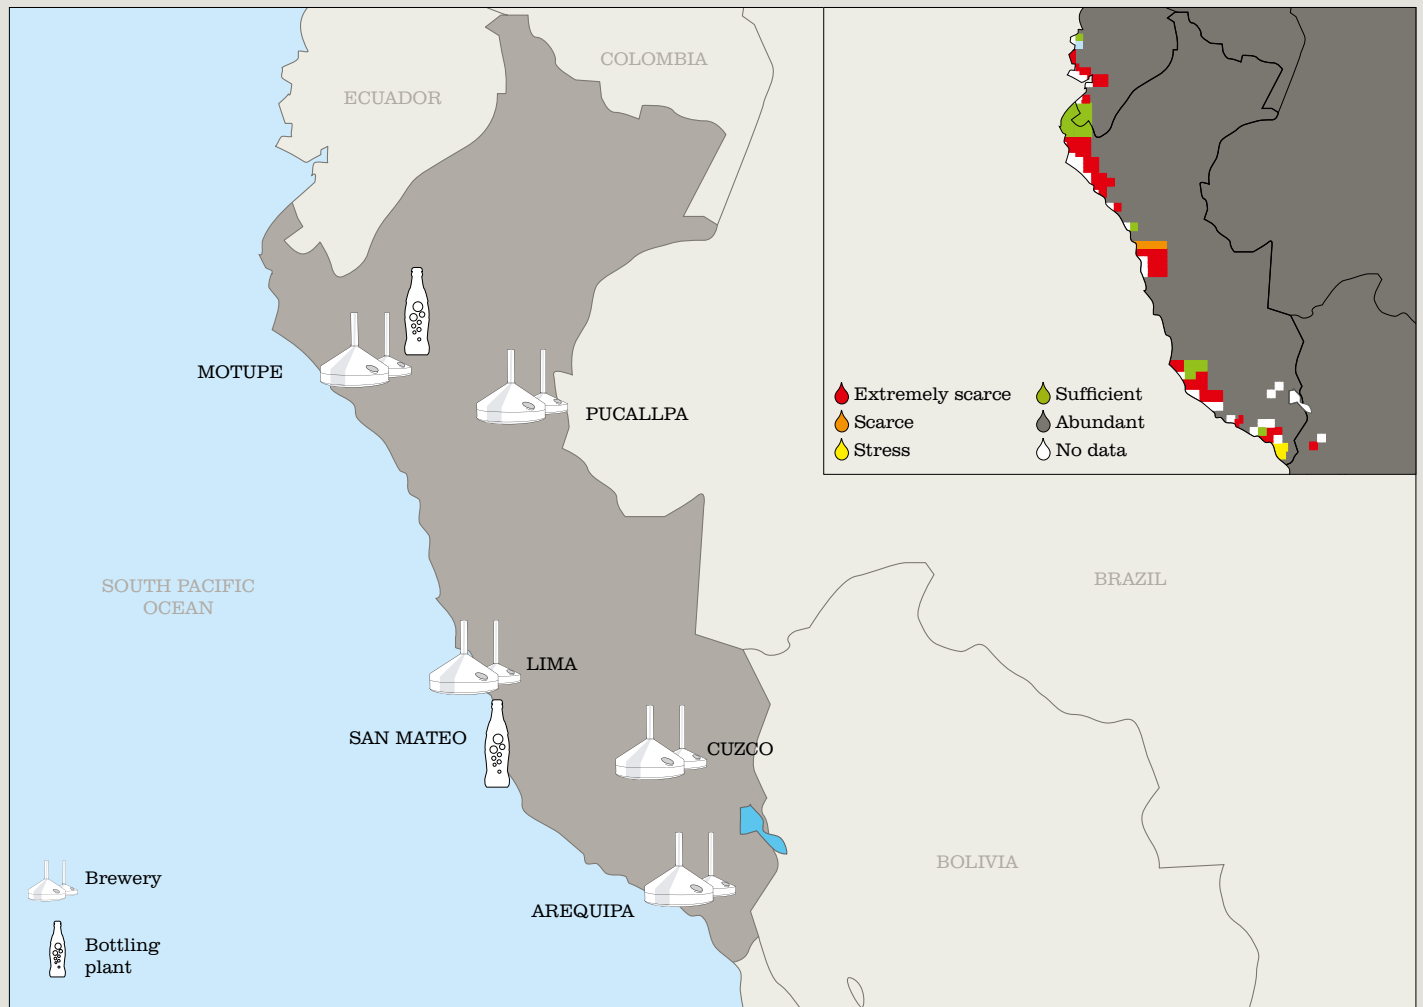 COLOMBIA
ECUADOR
MOTUPE
PUCALLPA
Extremely scarce
Scarce
Stress
Sufficient
Abundant
No data
SOUTH PACIFIC
OCEAN
BRAZIL
LIMA
SAN MATEO
CUZCO
BOLIVIA
AREQUIPA
Brewery
Bottling
plant